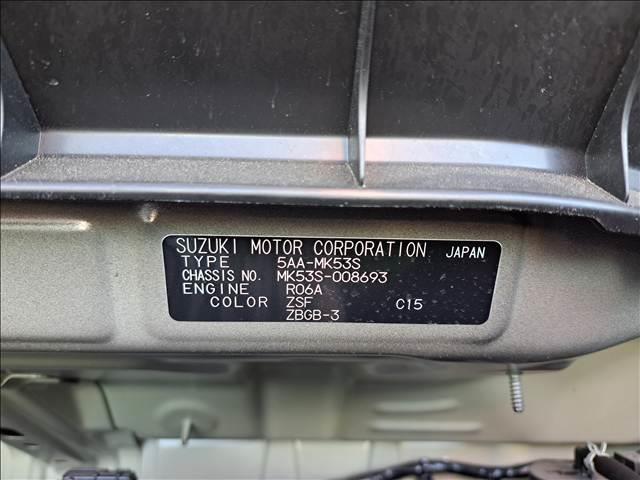 SUZUKI MOTOR CORPORATION JAPAN
TYPE 5AA-MK53S
CHASSIS NO. MK53S-008693
ENGINE R06A
COLOR ZSF C15
ZBGB-3